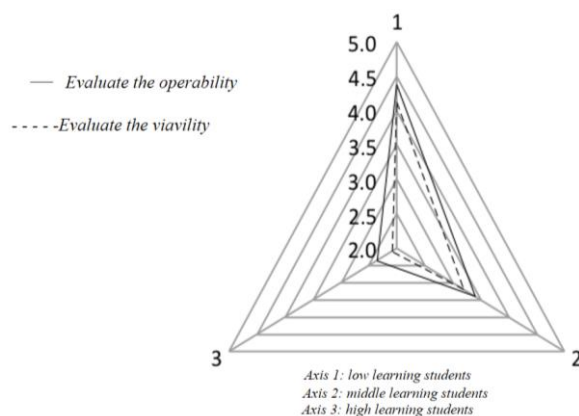 1
5.0
4.5
4.0
3.5
3.0
2.5
2.0
Evaluate the operability
Evaluate the viavility
3
2
Axis 1: low learning students
Axis 2: middle learning students
Axis 3: high learning students